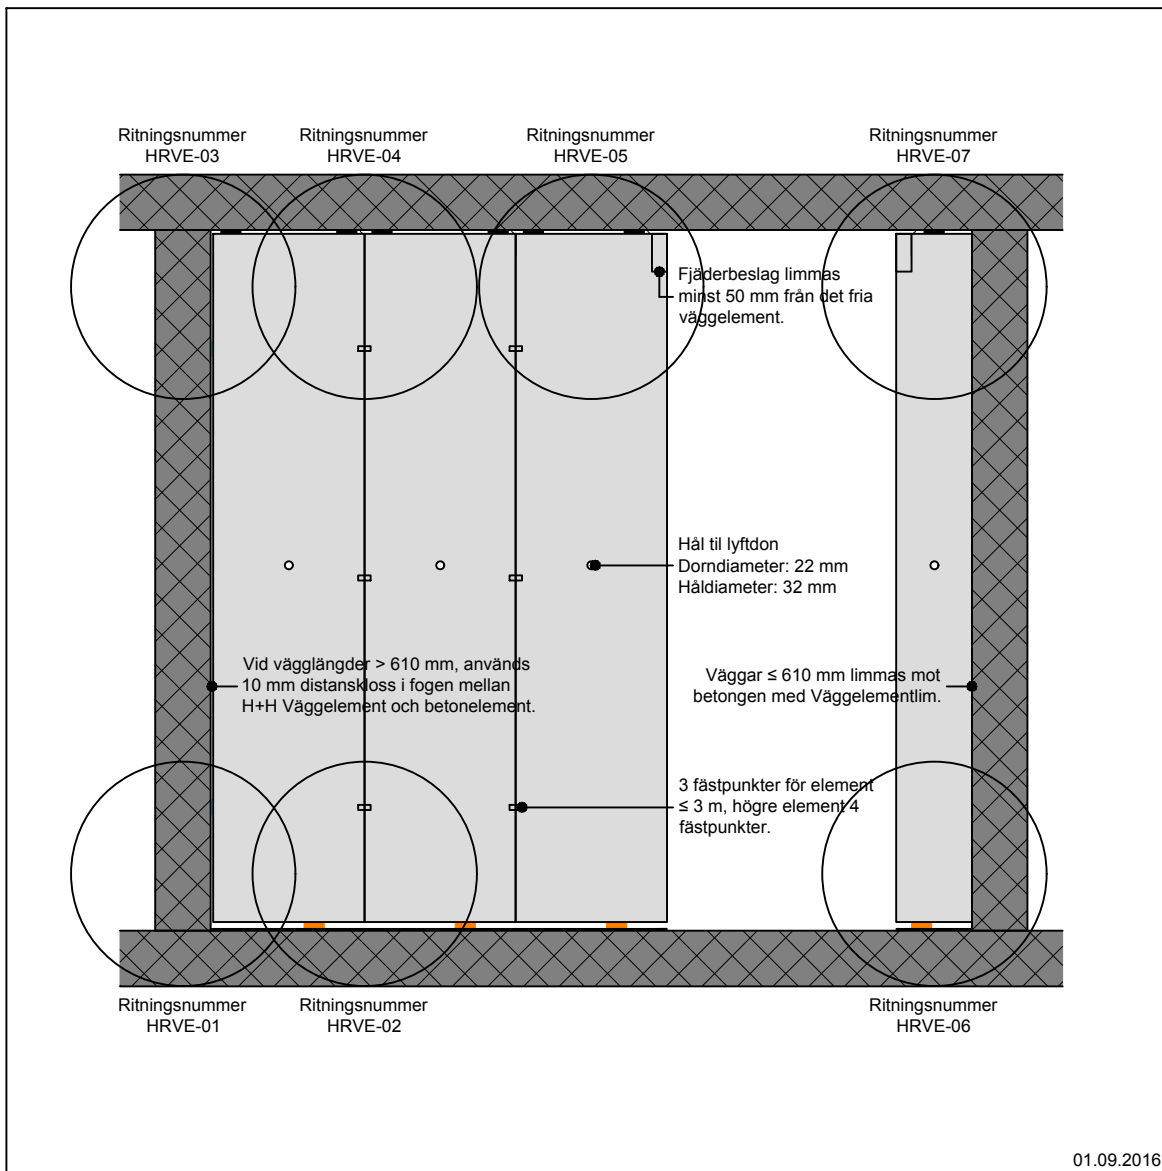 Ritningsnummer
HRVE-03
Ritningsnummer
HRVE-04
Ritningsnummer
HRVE-05
Ritningsnummer
HRVE-07
Fjäderbeslag limmas
minst 50 mm från det fria
väggelement.
Hål til lyftdon
Dorndiameter: 22 mm
Håldiameter: 32 mm
Vid vägglängder > 610 mm, används
10 mm distanskloss i fogen mellan
H+H Väggelement och betonelement.
Väggar ≤ 610 mm limmas mot
betongen med Väggelementlim.
3 fästpunkter för element
≤ 3 m, högre element 4
fästpunkter.
Ritningsnummer
HRVE-01
Ritningsnummer
HRVE-02
Ritningsnummer
HRVE-06
01.09.2016